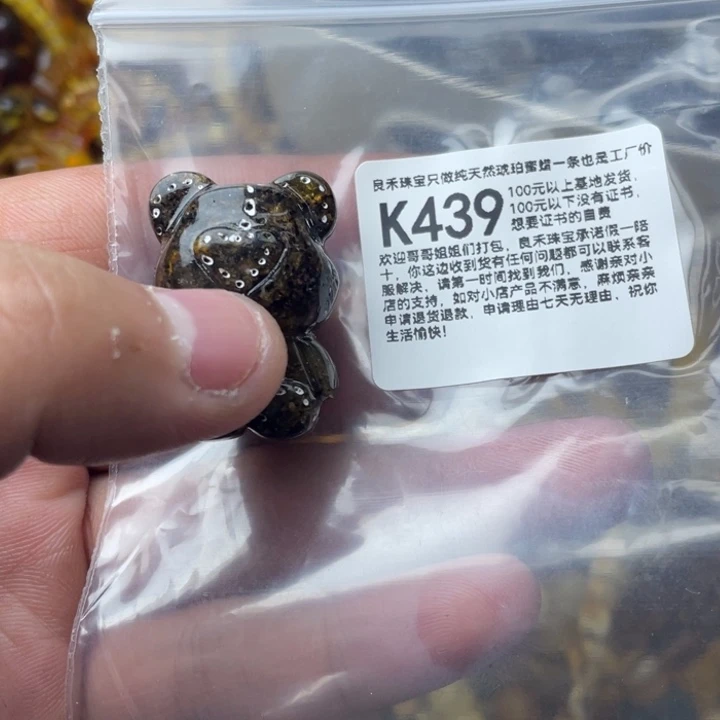 良禾珠宝只做纯天然琥珀蜜蜡一条也是工厂价
K439
100元以上基地发货，
100元以下没有证书，
想要证书的自费
欢迎哥哥姐姐们打包，良禾珠宝承诺假一赔
十，你这边收到货有任何问题都可以联系客
服解决，请第一时间找到我们，感谢亲对小
店的支持，如对小店产品不满意，麻烦亲亲
申请退货退款，申请理由七天无理由，祝你
生活愉快！